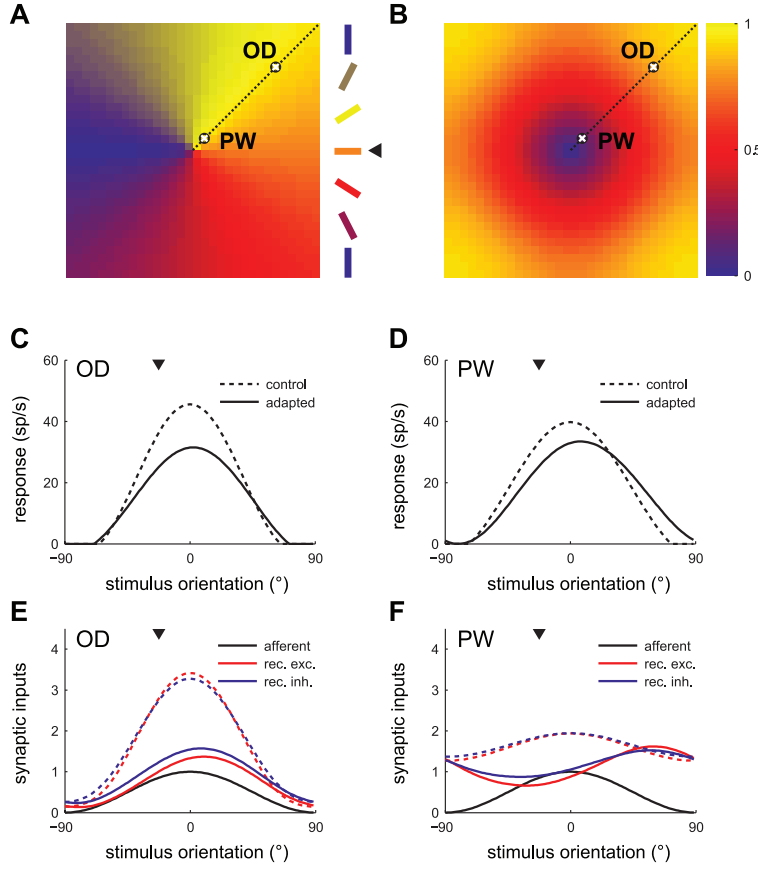 A
OD
PW
B
OD
PW
1
0.5
0
C
OD
60
40
20
0
response (sp/s)
control
adapted
−90
0
90
stimulus orientation (°)
D
PW
60
40
20
0
response (sp/s)
control
adapted
−90
0
90
stimulus orientation (°)
E
OD
4
3
2
1
0
synaptic inputs
afferent
rec. exc.
rec. inh.
−90
0
90
stimulus orientation (°)
F
PW
4
3
2
1
0
synaptic inputs
afferent
rec. exc.
rec. inh.
−90
0
90
stimulus orientation (°)